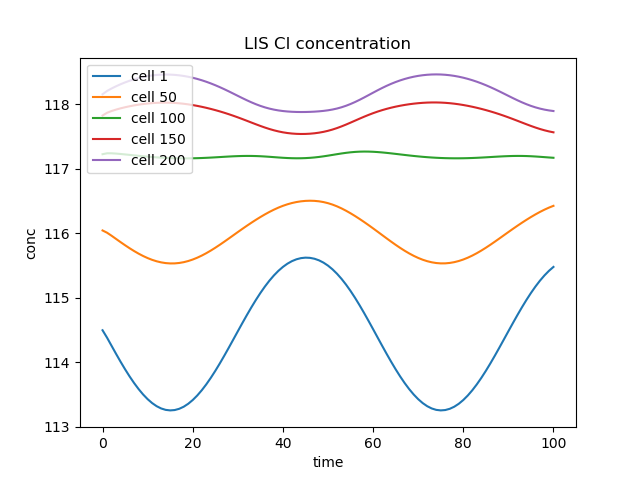 LIS Cl concentration
cell 1
cell 50
cell 100
cell 150
cell 200
conc
118
117
116
115
114
113
0
20
40
60
80
100
time